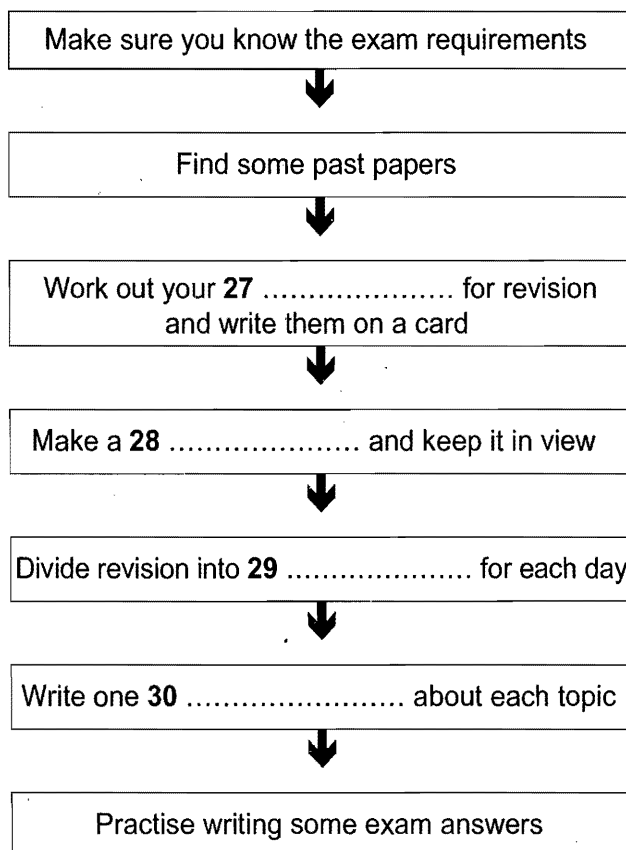 Make sure you know the exam requirements
Find some past papers
Work out your 27 ...................... for revision
and write them on a card
Make a 28 ...................... and keep it in view
Divide revision into 29 ...................... for each day
Write one 30 ......................... about each topic
Practise writing some exam answers